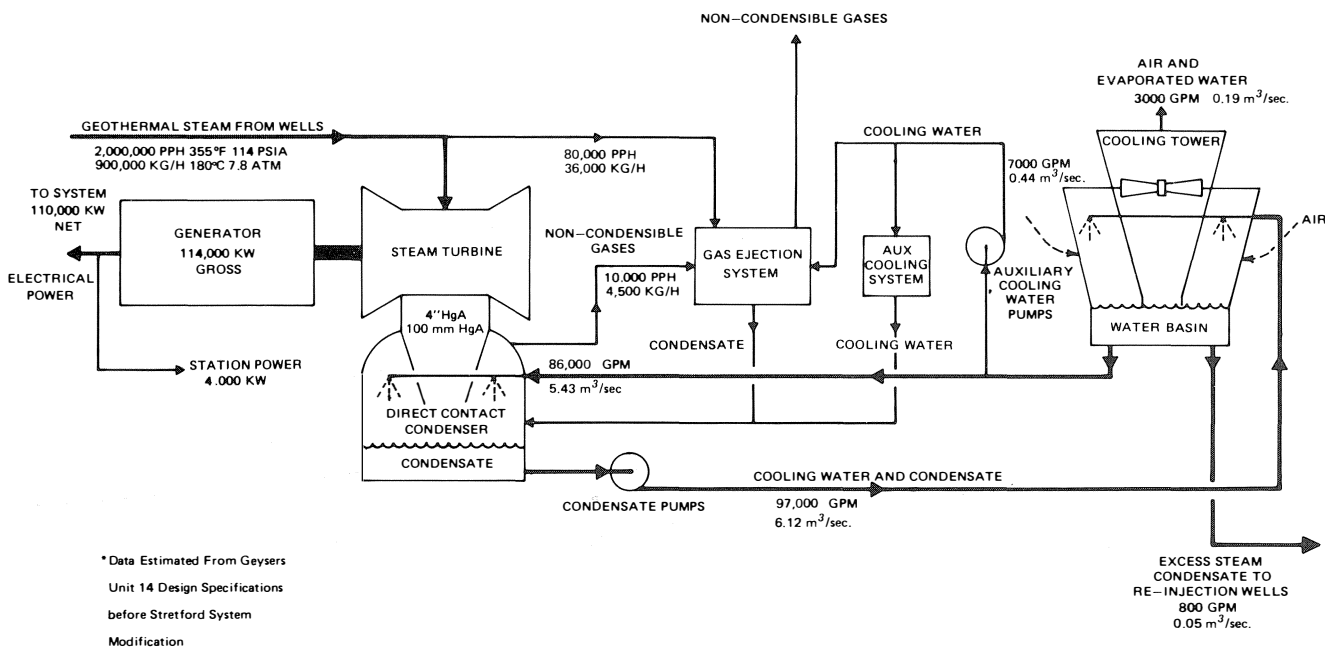 NON-CONDENSIBLE GASES
AIR AND
EVAPORATED WATER
3000 GPM 0.19 m³/sec.
GEOTHERMAL STEAM FROM WELLS
2,000,000 PPH 355°F 114 PSIA
900,000 KG/H 180°C 7.8 ATM
80,000 PPH
36,000 KG/H
COOLING WATER
7000 GPM
0.44 m³/sec.
COOLING TOWER
TO SYSTEM
110,000 KW
NET
GENERATOR
114,000 KW
GROSS
STEAM TURBINE
NON-CONDENSIBLE
GASES
10,000 PPH
4,500 KG/H
GAS EJECTION
SYSTEM
AUX
COOLING
SYSTEM
AUXILIARY
COOLING
WATER
PUMPS
AIR
ELECTRICAL
POWER
4"HgA
100 mm HgA
WATER BASIN
CONDENSATE
COOLING WATER
STATION POWER
4.000 KW
86,000 GPM
5.43 m³/sec
DIRECT CONTACT
CONDENSER
CONDENSATE
CONDENSATE PUMPS
COOLING WATER AND CONDENSATE
97,000 GPM
6.12 m³/sec.
*Data Estimated From Geysers
Unit 14 Design Specifications
before Stretford System
Modification
EXCESS STEAM
CONDENSATE TO
RE-INJECTION WELLS
800 GPM
0.05 m³/sec.